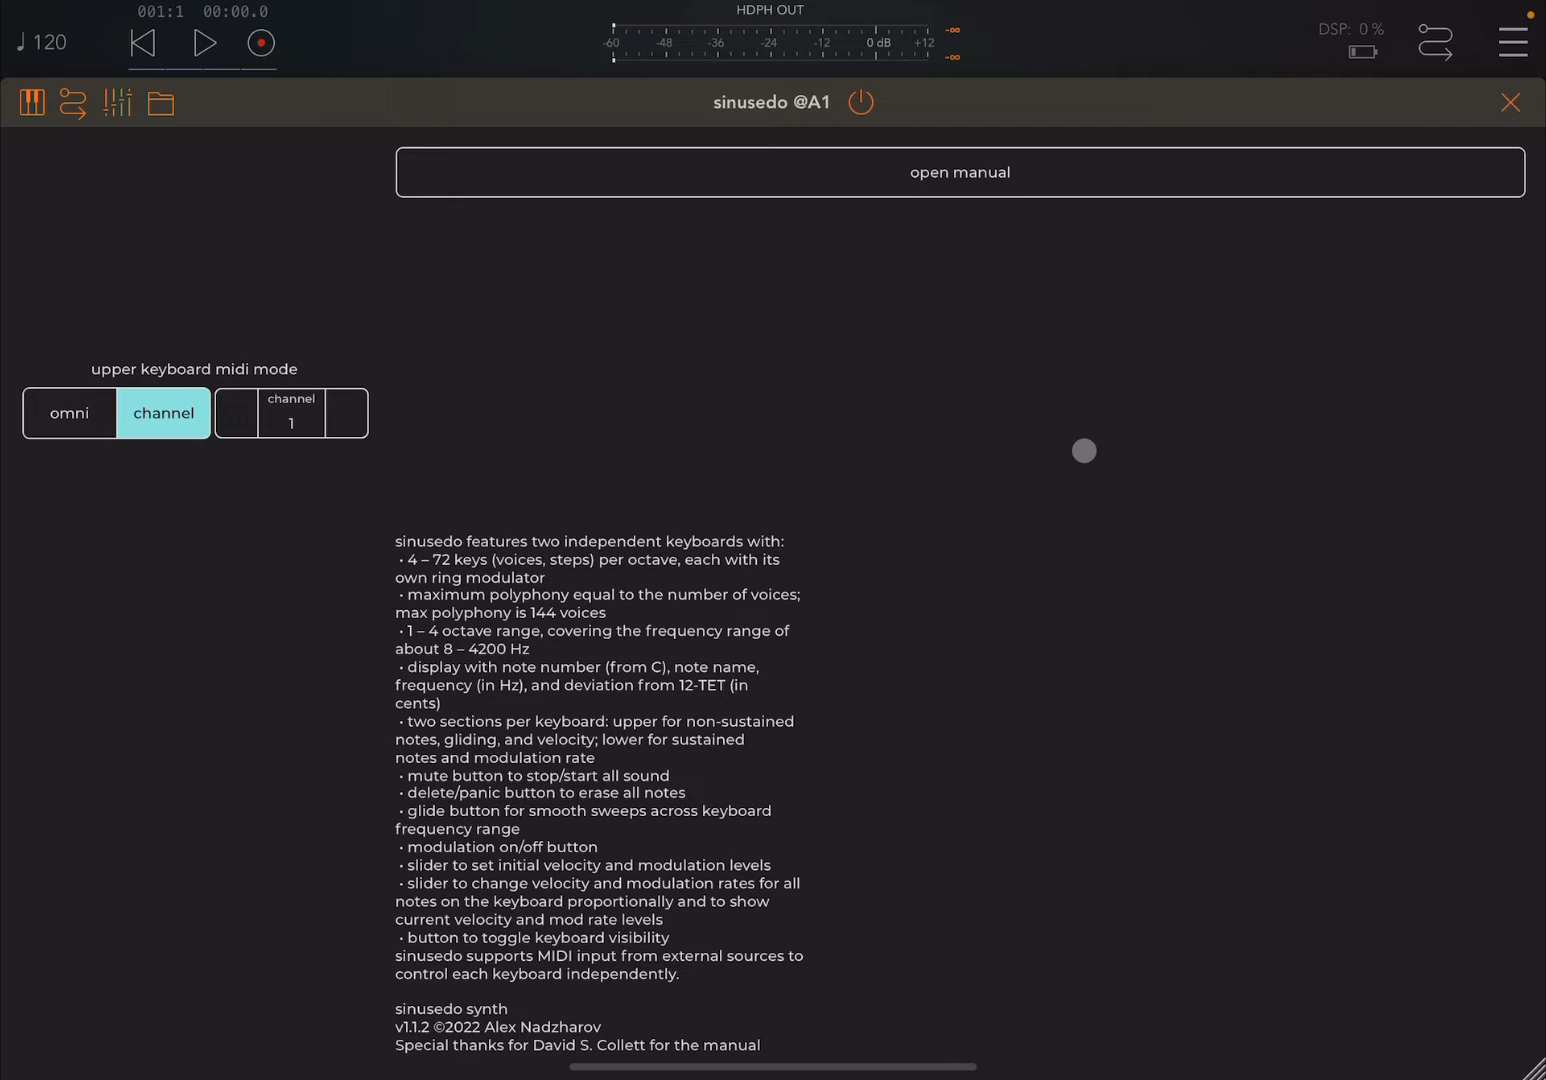 001:1 00:00.0
HDPH OUT
♩ 120
-60 -48 -36 -24 -12 0 dB +12
-∞
-∞
DSP: 0 %
sinusedo @A1
open manual
upper keyboard midi mode
omni channel
channel
1
sinusedo features two independent keyboards with:
• 4 – 72 keys (voices, steps) per octave, each with its
own ring modulator
• maximum polyphony equal to the number of voices;
max polyphony is 144 voices
• 1 – 4 octave range, covering the frequency range of
about 8 – 4200 Hz
• display with note number (from C), note name,
frequency (in Hz), and deviation from 12-TET (in
cents)
• two sections per keyboard: upper for non-sustained
notes, gliding, and velocity; lower for sustained
notes and modulation rate
• mute button to stop/start all sound
• delete/panic button to erase all notes
• glide button for smooth sweeps across keyboard
frequency range
• modulation on/off button
• slider to set initial velocity and modulation levels
• slider to change velocity and modulation rates for all
notes on the keyboard proportionally and to show
current velocity and mod rate levels
• button to toggle keyboard visibility
sinusedo supports MIDI input from external sources to
control each keyboard independently.
sinusedo synth
v1.1.2 ©2022 Alex Nadzharov
Special thanks for David S. Collett for the manual